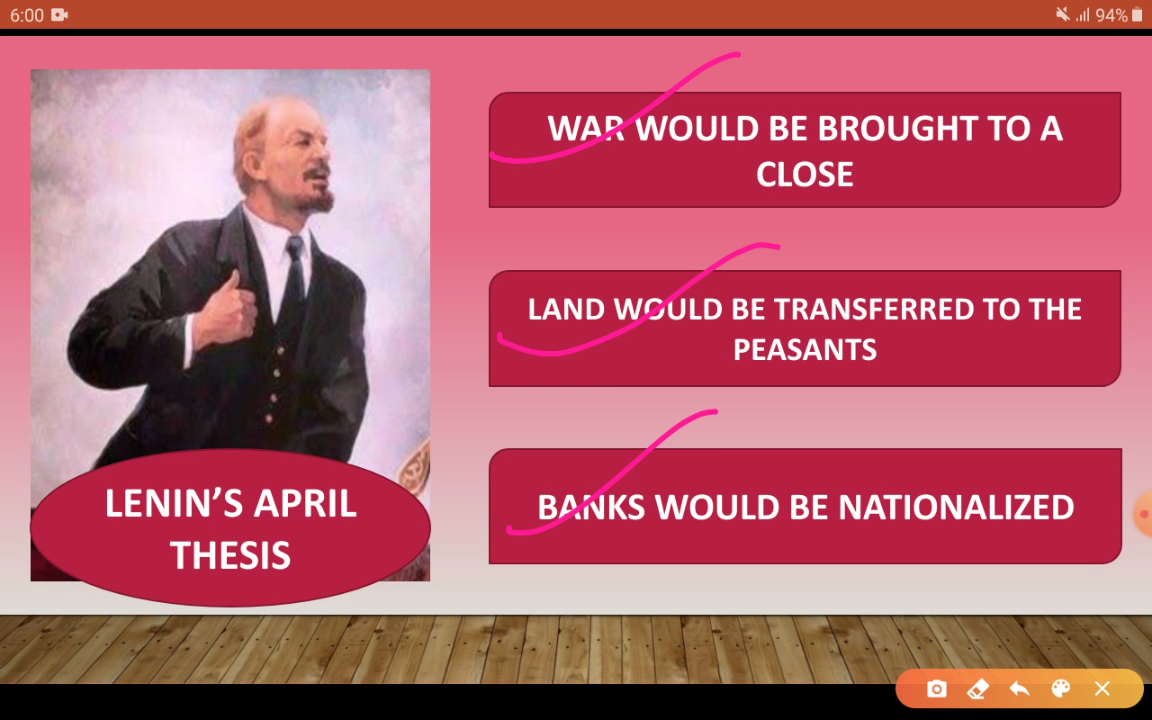 6:00
94%
WAR WOULD BE BROUGHT TO A
CLOSE
LAND WOULD BE TRANSFERRED TO THE
PEASANTS
BANKS WOULD BE NATIONALIZED
LENIN’S APRIL
THESIS